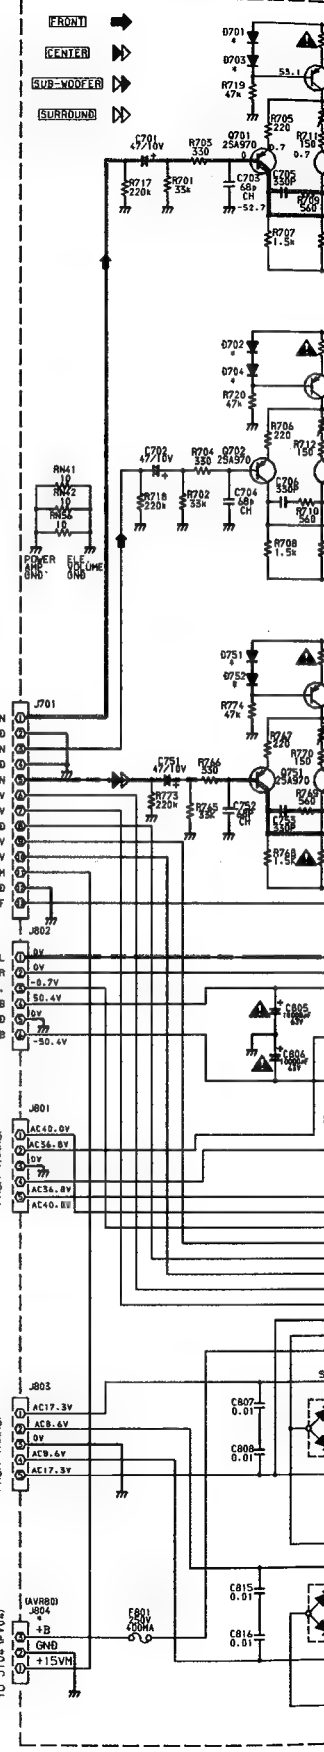 FRONT
CENTER
SUB-WOOFER
SURROUND
D701
*
D703
*
R719
47k
53.1
R705
220
R711
150
0.7
0.7
C701
47/10V
R703
330
Q701
2SA970
0
R717
220k
R701
33k
C703
68p
CH
-52.7
C705
330P
R709
560
R707
1.5k
D702
*
D704
*
R720
47k
R706
220
R712
150
C702
47/10V
R704
330
Q702
2SA970
R718
220k
R702
33k
C704
68p
CH
C706
330P
R710
560
R708
1.5k
RN41
10
RN42
10
10
POWER
AMP
GND
ELE.
VOLUME
GND
D751
*
D752
*
R774
47k
J701
N
D
N
D
N
V
V
D
V
V
M
D
F
R767
220
R770
150
C751
47/10V
R766
330
Q751
2SA970
R773
220k
R765
33k
C752
68P
CH
C753
330P
R769
560
R768
1.5k
J802
L
R
B
D
B
0V
0V
-0.7V
50.4V
0V
-50.4V
C805
10000µF
63V
C806
10000µF
63V
J801
AC40.0V
AC36.8V
0V
AC36.8V
AC40.0V
J803
AC17.3V
AC8.6V
0V
AC8.6V
AC17.3V
C807
0.01
C808
0.01
S
(AVR80)
J804
*
+B
GND
+15VM
F801
250V
400MA
C815
0.01
C816
0.01